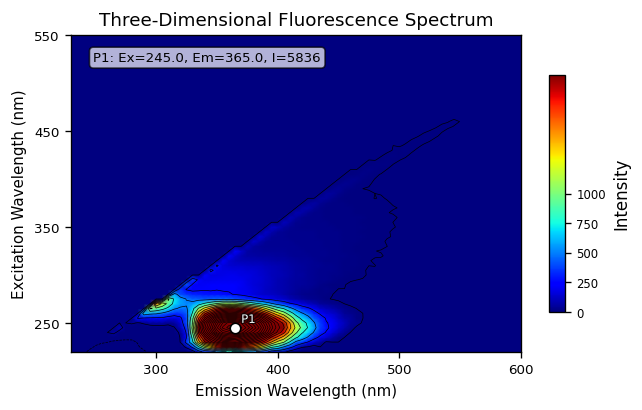 Three-Dimensional Fluorescence Spectrum
P1: Ex=245.0, Em=365.0, I=5836
550
450
350
250
Excitation Wavelength (nm)
P1
300
400
500
600
Emission Wavelength (nm)
1000
750
500
250
0
Intensity